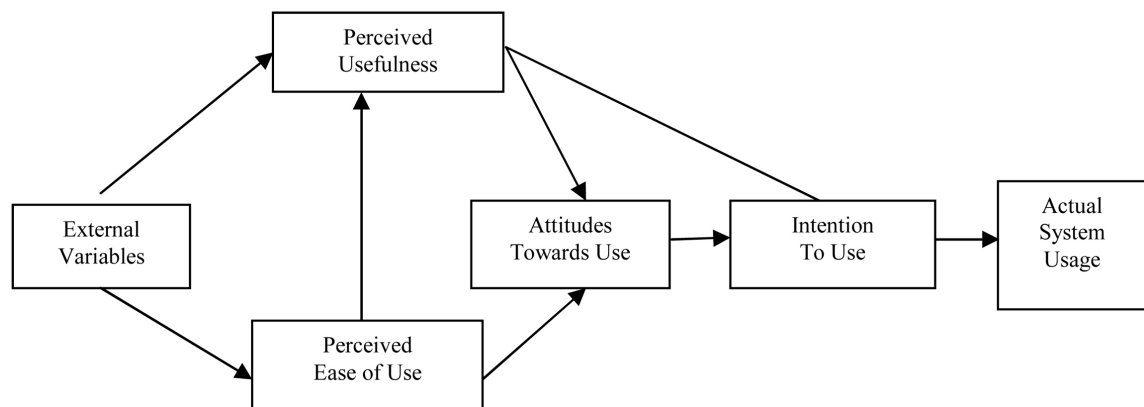 Perceived
Usefulness
External
Variables
Attitudes
Towards Use
Intention
To Use
Actual
System
Usage
Perceived
Ease of Use